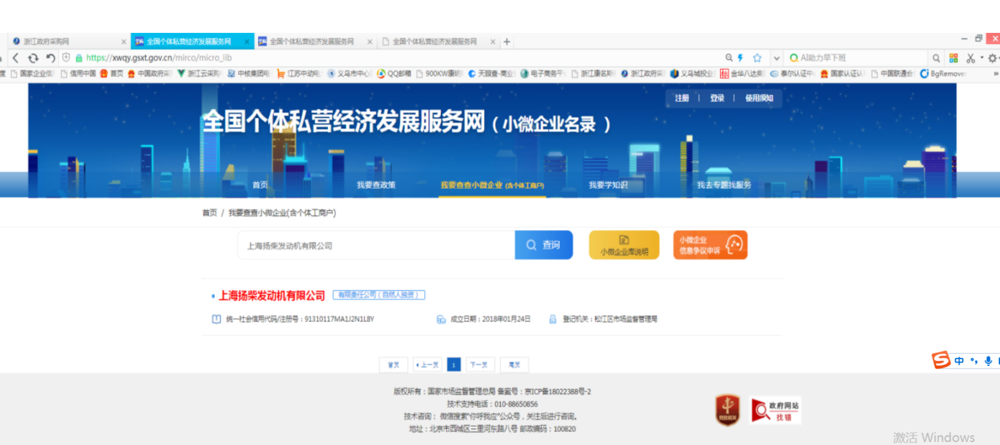 浙江政府采购网
全国个体私营经济发展服务网
全国个体私营经济发展服务网
全国个体私营经济发展服务网
https://xwqy.gsxt.gov.cn/mirco/micro_lib
AI助力早下班
国家企业信
信用中国
首页
中国政府采
浙江云采购
中核集团电
江苏中动电
义乌市中心
QQ邮箱
900KW康明
天眼查-商业
电子商务平
浙江康名斯
浙江政府采
义乌城投业
金华八达集
泰尔认证中
国家认证认
中国联通合
BgRemover
注册 | 登录 | 使用须知
全国个体私营经济发展服务网（小微企业名录 ）
首页
我要查政策
我要查查小微企业 (含个体工商户)
我要学知识
我去专题找服务
首页 / 我要查查小微企业(含个体工商户)
上海扬柴发动机有限公司
查询
小微企业库说明
小微企业
信息争议申诉
上海扬柴发动机有限公司 有限责任公司（自然人独资）
统一社会信用代码/注册号：91310117MA1J2N1L8Y 成立日期：2018年01月24日 登记机关：松江区市场监督管理局
首页 上一页 1 下一页 尾页
版权所有：国家市场监督管理总局 备案号：京ICP备18022388号-2
技术支持电话：010-88650856
技术咨询： 微信搜索“你呼我应”公众号，关注后进行咨询。
地址：北京市西城区三里河东路八号 邮政编码：100820
党政机关
政府网站
找错
中
激活 Windows